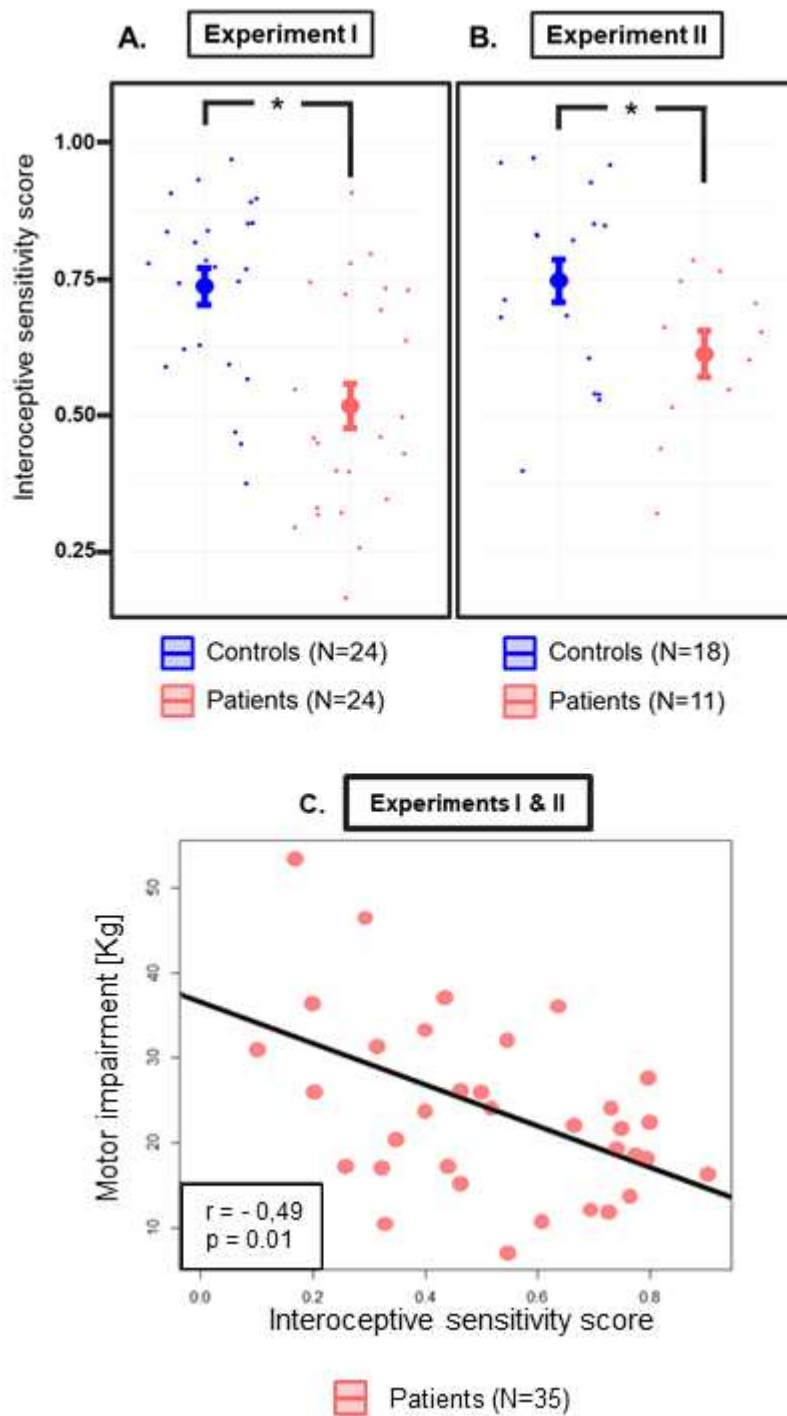 A. Experiment I
B. Experiment II
Interoceptive sensitivity score
1.00
0.75
0.50
0.25
*
*
Controls (N=24)
Patients (N=24)
Controls (N=18)
Patients (N=11)
C. Experiments I & II
Motor impairment [Kg]
50
40
30
20
10
r = - 0,49
p = 0.01
0.0 0.2 0.4 0.6 0.8
Interoceptive sensitivity score
Patients (N=35)